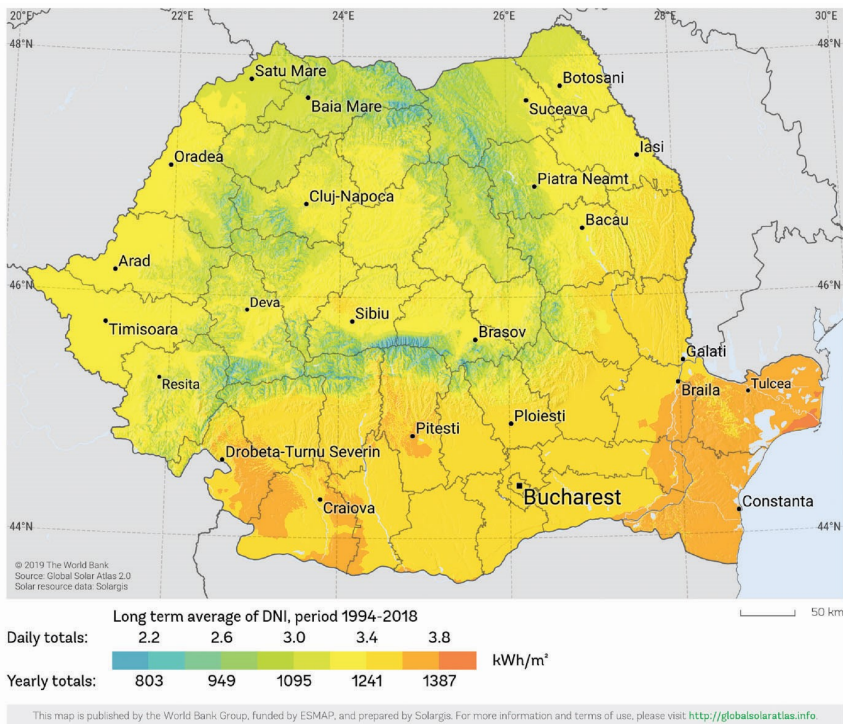 20°E 22°E 24°E 26°E 28°E 30°E
48°N 48°N
Satu Mare
Botosani
Baia Mare
Suceava
Iași
Oradea
Piatra Neamt
Cluj-Napoca
Bacău
Arad
46°N 46°N
Deva
Sibiu
Timisoara
Brașov
Galati
Resita
Braila
Tulcea
Pitesti
Ploiesti
Drobeta-Turnu Severin
Bucharest
Craiova
Constanta
44°N 44°N
© 2019 The World Bank
Source: Global Solar Atlas 2.0
Solar resource data: Solargis
Long term average of DNI, period 1994-2018
50 km
Daily totals: 2.2 2.6 3.0 3.4 3.8
kWh/m²
Yearly totals: 803 949 1095 1241 1387
This map is published by the World Bank Group, funded by ESMAP, and prepared by Solargis. For more information and terms of use, please visit http://globalsolaratlas.info.